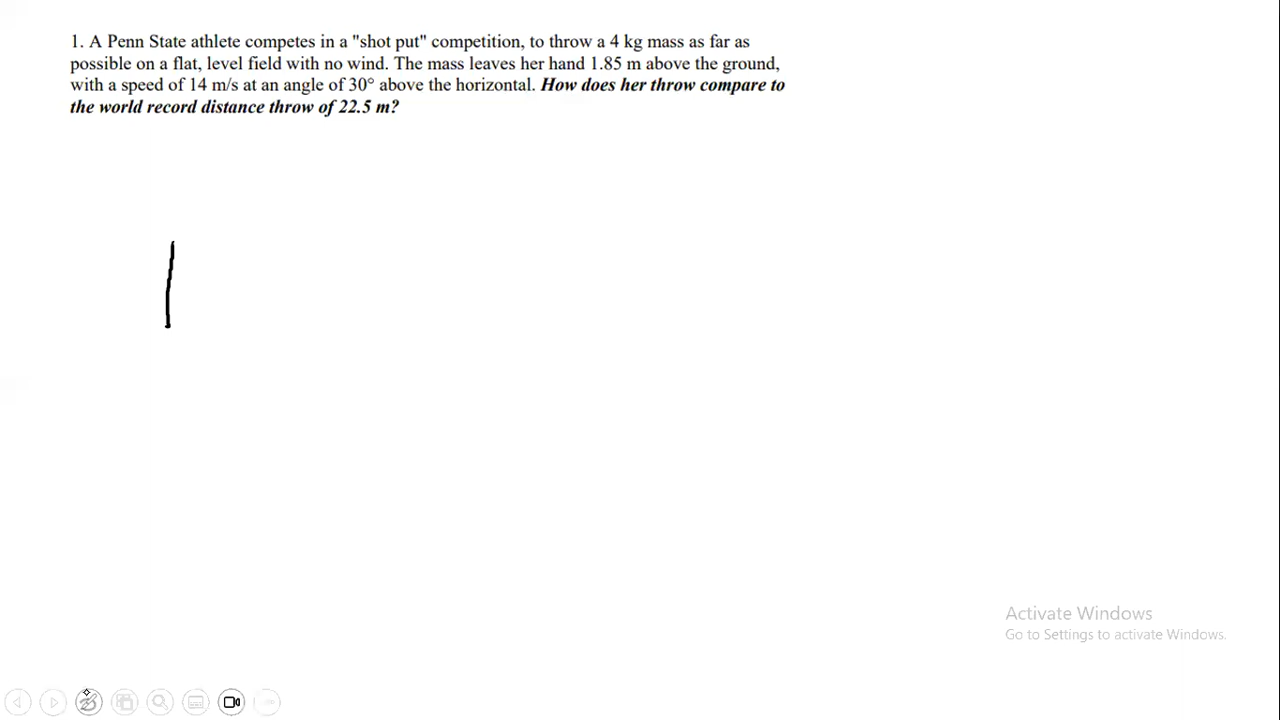 1. A Penn State athlete competes in a "shot put" competition, to throw a 4 kg mass as far as
possible on a flat, level field with no wind. The mass leaves her hand 1.85 m above the ground,
with a speed of 14 m/s at an angle of 30° above the horizontal. How does her throw compare to
the world record distance throw of 22.5 m?
Activate Windows
Go to Settings to activate Windows.